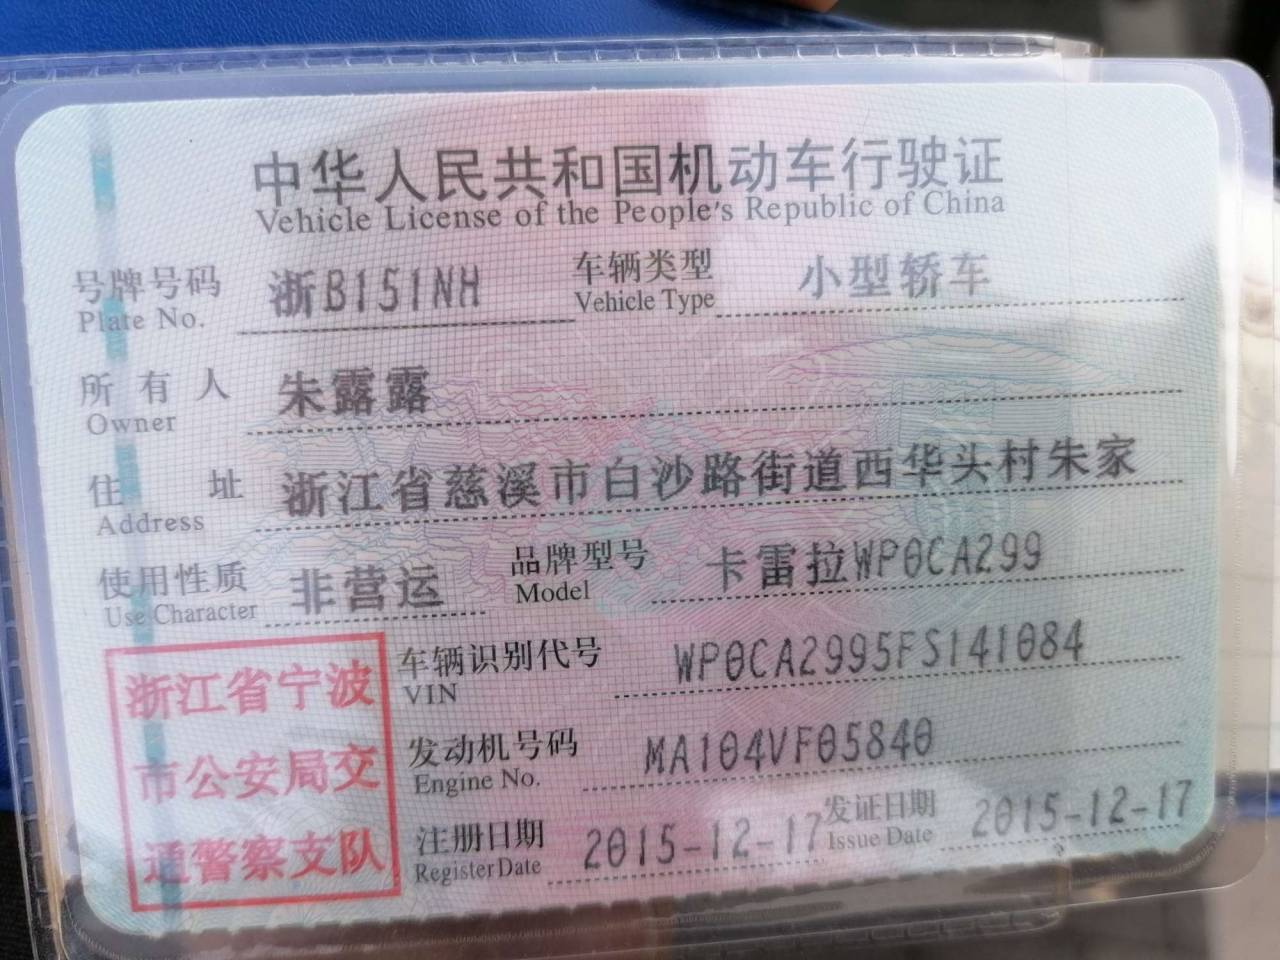 中华人民共和国机动车行驶证
Vehicle License of the People's Republic of China
号牌号码 浙B151NH 车辆类型 小型轿车
Plate No. Vehicle Type
所有人 朱露露
Owner
住址 浙江省慈溪市白沙路街道西华头村朱家
Address
使用性质 非营运 品牌型号 卡雷拉WP0CA299
Use Character Model
浙江省宁波
市公安局交
通警察支队
车辆识别代号 WP0CA2995FS141084
VIN
发动机号码 MA104VF05840
Engine No.
注册日期 2015-12-17 发证日期 2015-12-17
Register Date Issue Date